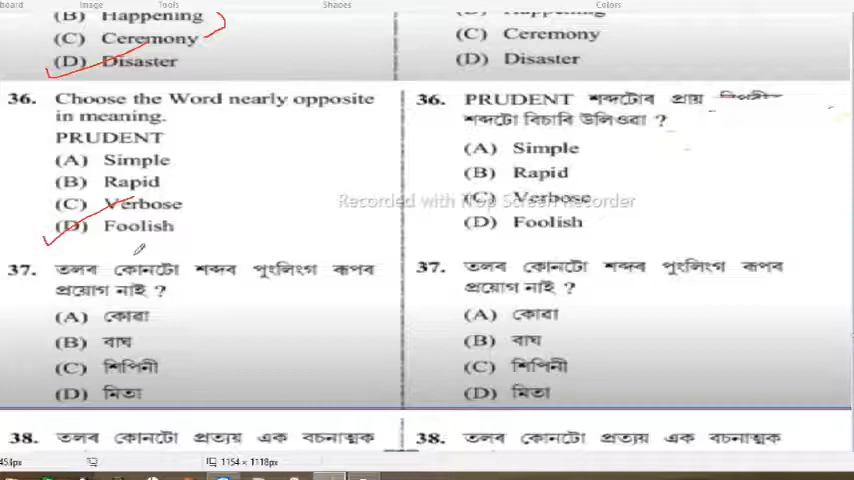 board Image Tools Shapes Colors
(B) Happening
(C) Ceremony
(D) Disaster
36. Choose the Word nearly opposite
in meaning.
PRUDENT
(A) Simple
(B) Rapid
(C) Verbose
(D) Foolish
37. তলৰ কোনটো শব্দৰ পুংলিংগ ৰূপৰ
প্ৰয়োগ নাই ?
(A) কোৱা
(B) বাঘ
(C) শিপিনী
(D) মিতা
38. তলৰ কোনটো প্ৰত্যয় এক বচনাত্মক
(B) Happening
(C) Ceremony
(D) Disaster
36. PRUDENT শব্দটোৰ প্ৰায়
শব্দটো বিচাৰি উলিওৱা ?
(A) Simple
(B) Rapid
(C) Verbose
(D) Foolish
37. তলৰ কোনটো শব্দৰ পুংলিংগ ৰূপৰ
প্ৰয়োগ নাই ?
(A) কোৱা
(B) বাঘ
(C) শিপিনী
(D) মিতা
38. তলৰ কোনটো প্ৰত্যয় এক বচনাত্মক
Recorded with iTop Screen Recorder
1154 × 1118px